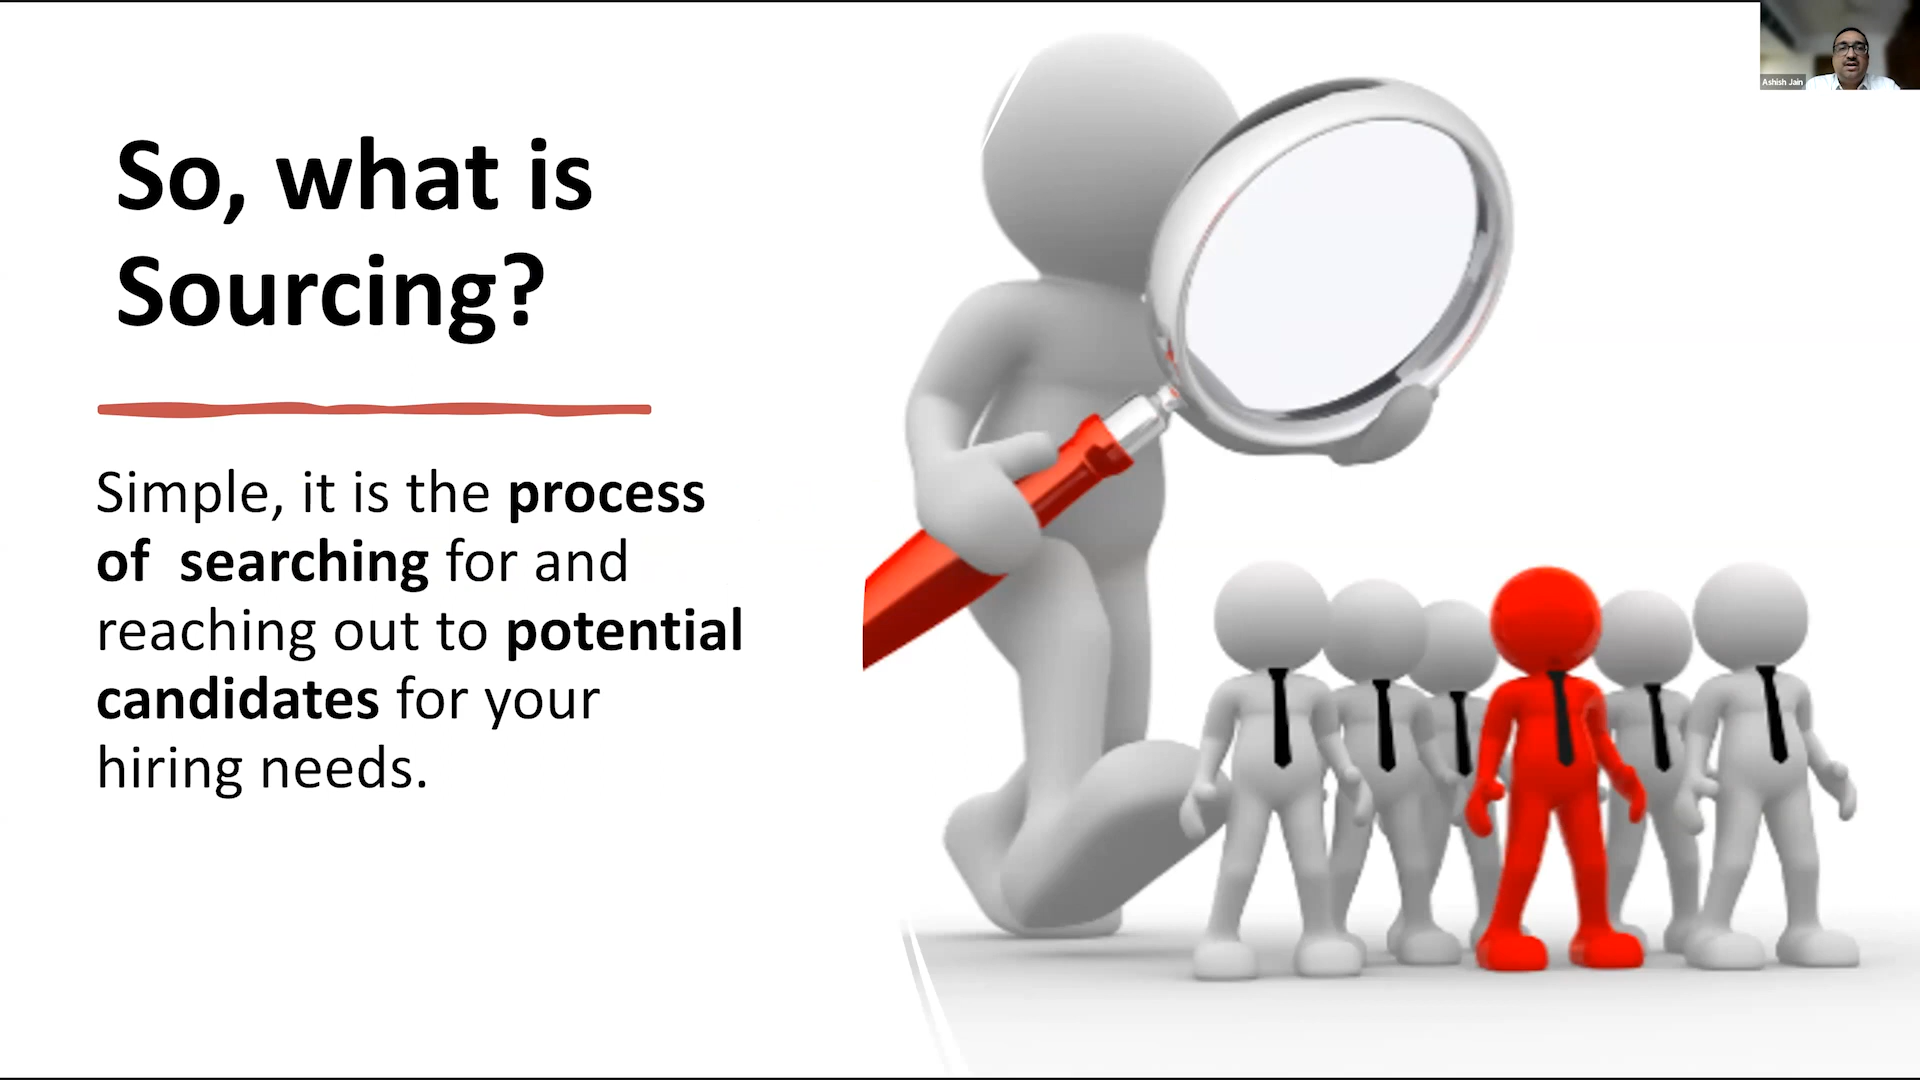 Ashish Jain
So, what is
Sourcing?
Simple, it is the process
of  searching for and
reaching out to potential
candidates for your
hiring needs.